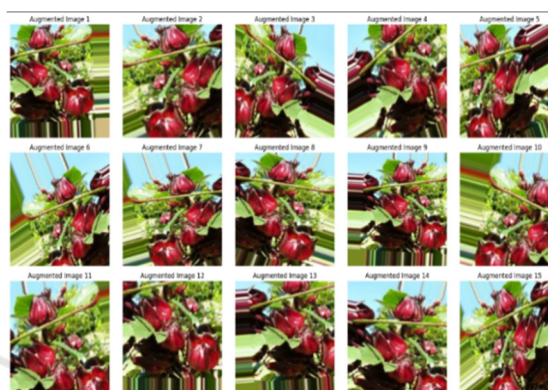 Augmented Image 1
Augmented Image 2
Augmented Image 3
Augmented Image 4
Augmented Image 5
Augmented Image 6
Augmented Image 7
Augmented Image 8
Augmented Image 9
Augmented Image 10
Augmented Image 11
Augmented Image 12
Augmented Image 13
Augmented Image 14
Augmented Image 15